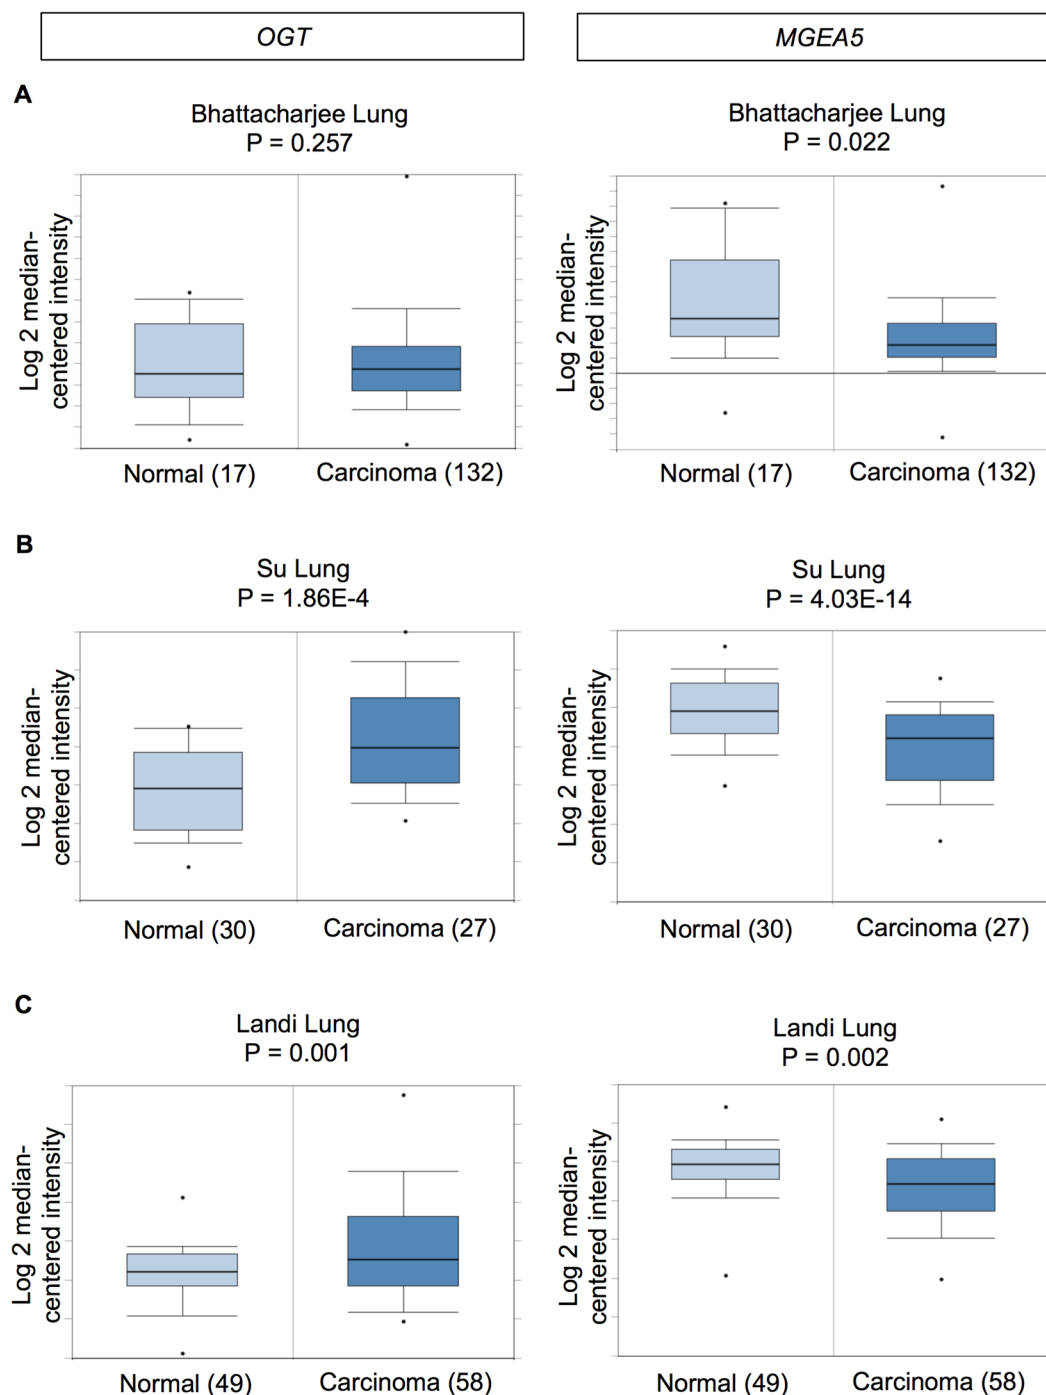 OGT
MGEA5
A
Bhattacharjee Lung
P = 0.257
Log 2 median-
centered intensity
Normal (17)
Carcinoma (132)
Bhattacharjee Lung
P = 0.022
Log 2 median-
centered intensity
Normal (17)
Carcinoma (132)
B
Su Lung
P = 1.86E-4
Log 2 median-
centered intensity
Normal (30)
Carcinoma (27)
Su Lung
P = 4.03E-14
Log 2 median-
centered intensity
Normal (30)
Carcinoma (27)
C
Landi Lung
P = 0.001
Log 2 median-
centered intensity
Normal (49)
Carcinoma (58)
Landi Lung
P = 0.002
Log 2 median-
centered intensity
Normal (49)
Carcinoma (58)